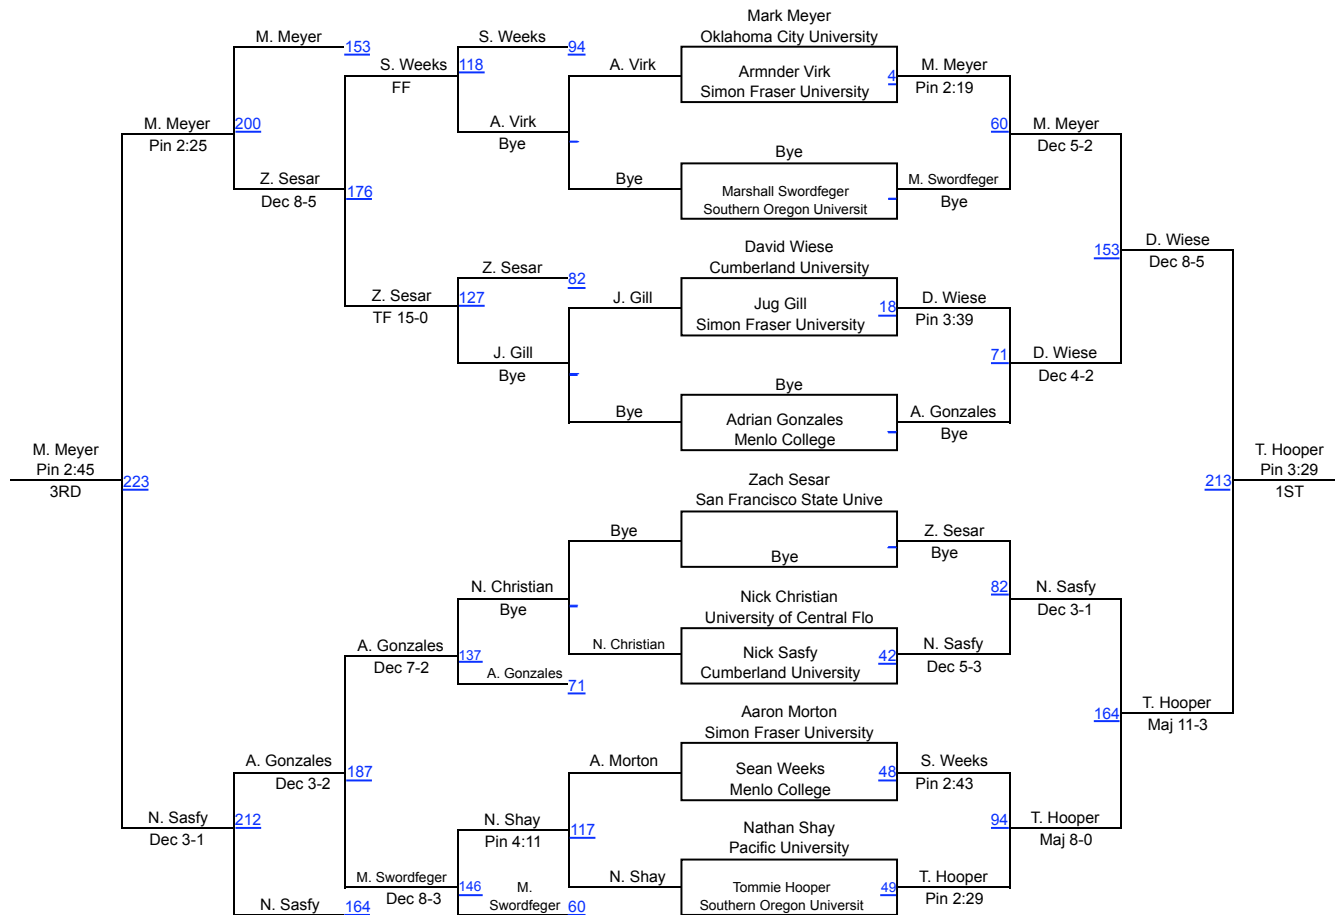 Mark Meyer
Oklahoma City University
M. Meyer
153
S. Weeks
94
S. Weeks
118
FF
A. Virk
Armnder Virk
Simon Fraser University
4
M. Meyer
Pin 2:19
M. Meyer
200
Pin 2:25
A. Virk
Bye
60
M. Meyer
Dec 5-2
Z. Sesar
176
Dec 8-5
Bye
Bye
Marshall Swordfeger
Southern Oregon Universit
M. Swordfeger
Bye
David Wiese
Cumberland University
153
D. Wiese
Dec 8-5
Z. Sesar
82
Z. Sesar
127
TF 15-0
J. Gill
Jug Gill
Simon Fraser University
18
D. Wiese
Pin 3:39
J. Gill
Bye
71
D. Wiese
Dec 4-2
Bye
Bye
Adrian Gonzales
Menlo College
A. Gonzales
Bye
M. Meyer
Pin 2:45
3RD
223
Zach Sesar
San Francisco State Unive
213
T. Hooper
Pin 3:29
1ST
Bye
Bye
Z. Sesar
Bye
N. Christian
Bye
Nick Christian
University of Central Flo
82
N. Sasfy
Dec 3-1
A. Gonzales
137
Dec 7-2
N. Christian
Nick Sasfy
Cumberland University
42
N. Sasfy
Dec 5-3
A. Gonzales
71
Aaron Morton
Simon Fraser University
164
T. Hooper
Maj 11-3
A. Gonzales
187
Dec 3-2
A. Morton
Sean Weeks
Menlo College
48
S. Weeks
Pin 2:43
N. Sasfy
212
Dec 3-1
N. Shay
117
Pin 4:11
Nathan Shay
Pacific University
94
T. Hooper
Maj 8-0
M. Swordfeger
146
Dec 8-3
M.
Swordfeger
60
N. Shay
Tommie Hooper
Southern Oregon Universit
49
T. Hooper
Pin 2:29
N. Sasfy
164